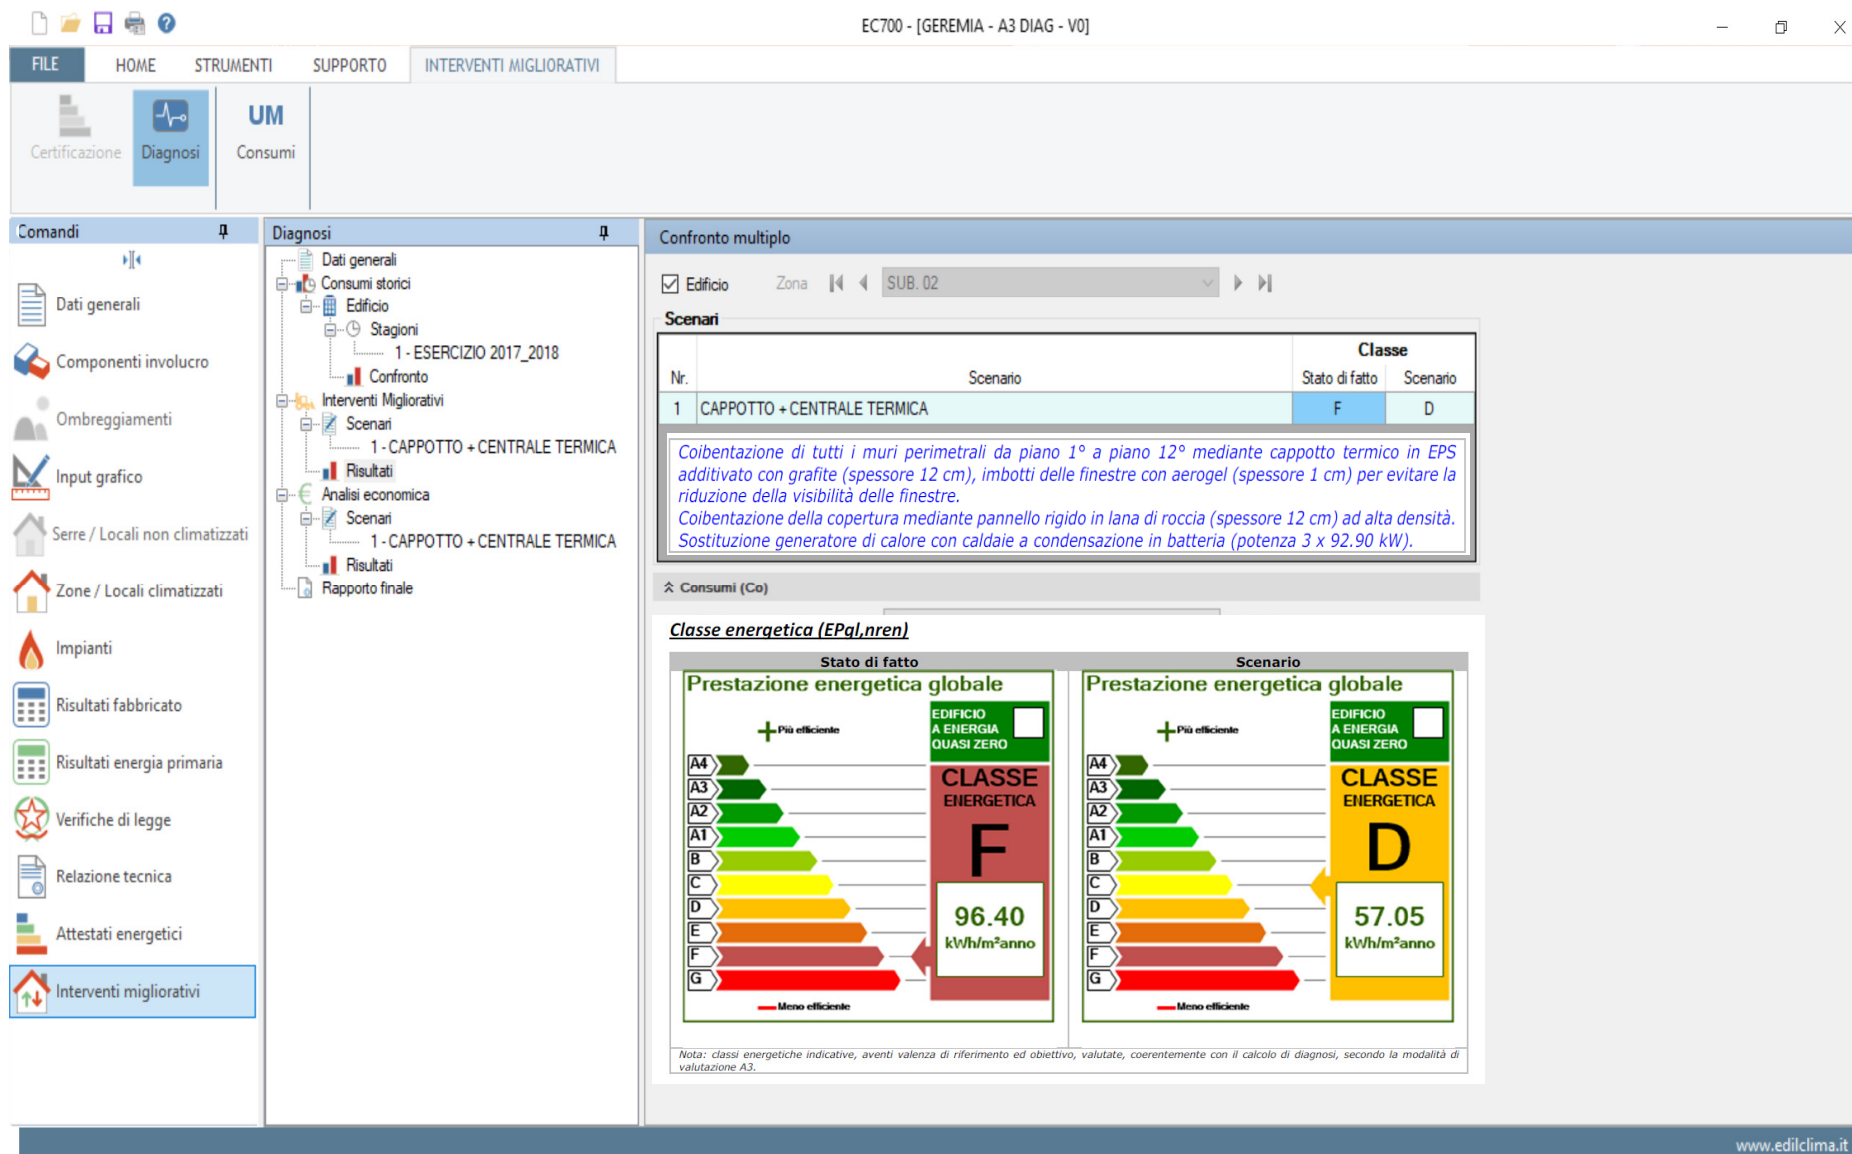 EC700 - [GEREMIA - A3 DIAG - V0]
FILE HOME STRUMENTI SUPPORTO INTERVENTI MIGLIORATIVI
Certificazione Diagnosi
UM
Consumi
Comandi
Dati generali
Componenti involucro
Ombreggiamenti
Input grafico
Serre / Locali non climatizzati
Zone / Locali climatizzati
Impianti
Risultati fabbricato
Risultati energia primaria
Verifiche di legge
Relazione tecnica
Attestati energetici
Interventi migliorativi
Diagnosi
Dati generali
Consumi storici
Edificio
Stagioni
1 - ESERCIZIO 2017_2018
Confronto
Interventi Migliorativi
Scenari
1 - CAPPOTTO + CENTRALE TERMICA
Risultati
Analisi economica
Scenari
1 - CAPPOTTO + CENTRALE TERMICA
Risultati
Rapporto finale
Confronto multiplo
Edificio Zona SUB. 02
Scenari
Classe
Nr. Scenario Stato di fatto Scenario
1 CAPPOTTO + CENTRALE TERMICA F D
Coibentazione di tutti i muri perimetrali da piano 1° a piano 12° mediante cappotto termico in EPS
additivato con grafite (spessore 12 cm), imbotti delle finestre con aerogel (spessore 1 cm) per evitare la
riduzione della visibilità delle finestre.
Coibentazione della copertura mediante pannello rigido in lana di roccia (spessore 12 cm) ad alta densità.
Sostituzione generatore di calore con caldaie a condensazione in batteria (potenza 3 x 92.90 kW).
Consumi (Co)
Classe energetica (EPgl,nren)
Stato di fatto
Prestazione energetica globale
Più efficiente
EDIFICIO
A ENERGIA
QUASI ZERO
A4
A3
A2
A1
B
C
D
E
F
G
CLASSE
ENERGETICA
F
96.40
kWh/m²anno
Meno efficiente
Scenario
Prestazione energetica globale
Più efficiente
EDIFICIO
A ENERGIA
QUASI ZERO
A4
A3
A2
A1
B
C
D
E
F
G
CLASSE
ENERGETICA
D
57.05
kWh/m²anno
Meno efficiente
Nota: classi energetiche indicative, aventi valenza di riferimento ed obiettivo, valutate, coerentemente con il calcolo di diagnosi, secondo la modalità di
valutazione A3.
www.edilclima.it